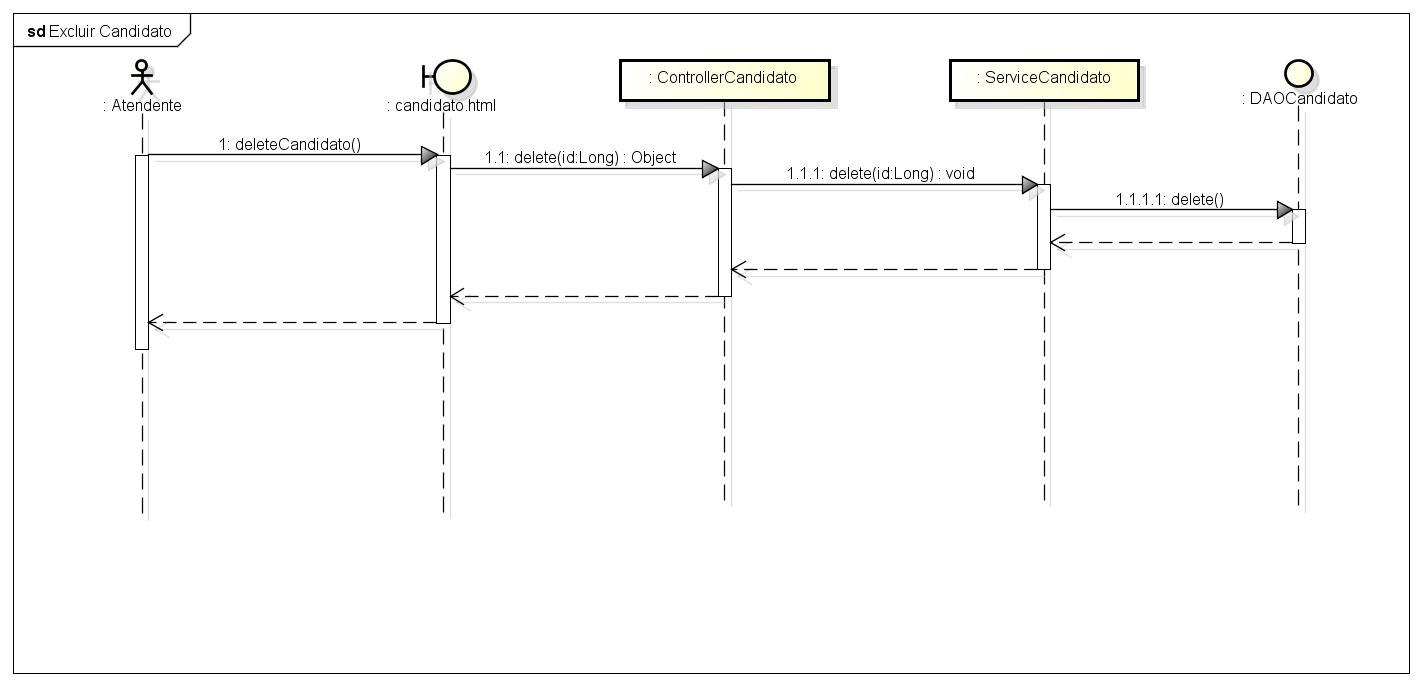 sd Excluir Candidato
: Atendente
: candidato.html
: ControllerCandidato
: ServiceCandidato
: DAOCandidato
1: deleteCandidato()
1.1: delete(id:Long) : Object
1.1.1: delete(id:Long) : void
1.1.1.1: delete()